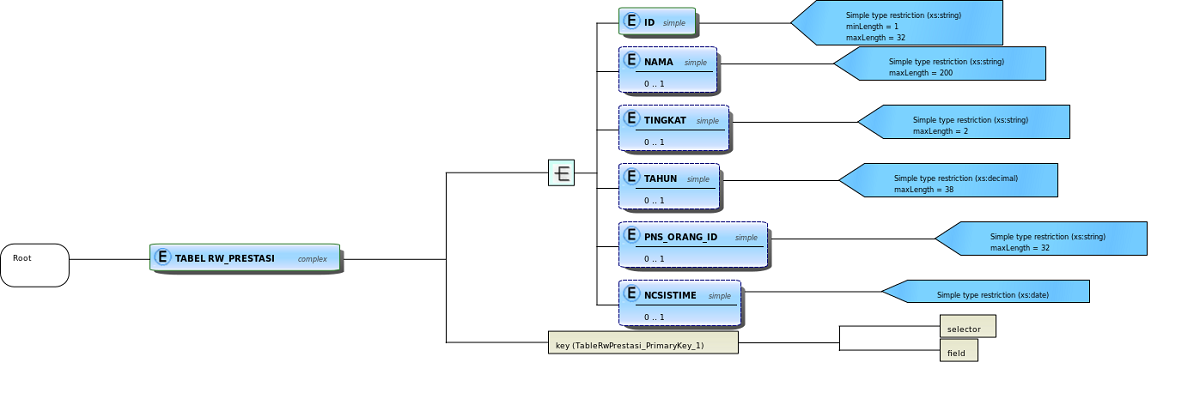 E ID simple
Simple type restriction (xs:string)
minLength = 1
maxLength = 32
E NAMA simple
0 .. 1
Simple type restriction (xs:string)
maxLength = 200
E TINGKAT simple
0 .. 1
Simple type restriction (xs:string)
maxLength = 2
E TAHUN simple
0 .. 1
Simple type restriction (xs:decimal)
maxLength = 38
E PNS_ORANG_ID simple
0 .. 1
Simple type restriction (xs:string)
maxLength = 32
Root
E TABEL RW_PRESTASI complex
E NCSISTIME simple
0 .. 1
Simple type restriction (xs:date)
key (TableRwPrestasi_PrimaryKey_1)
selector
field